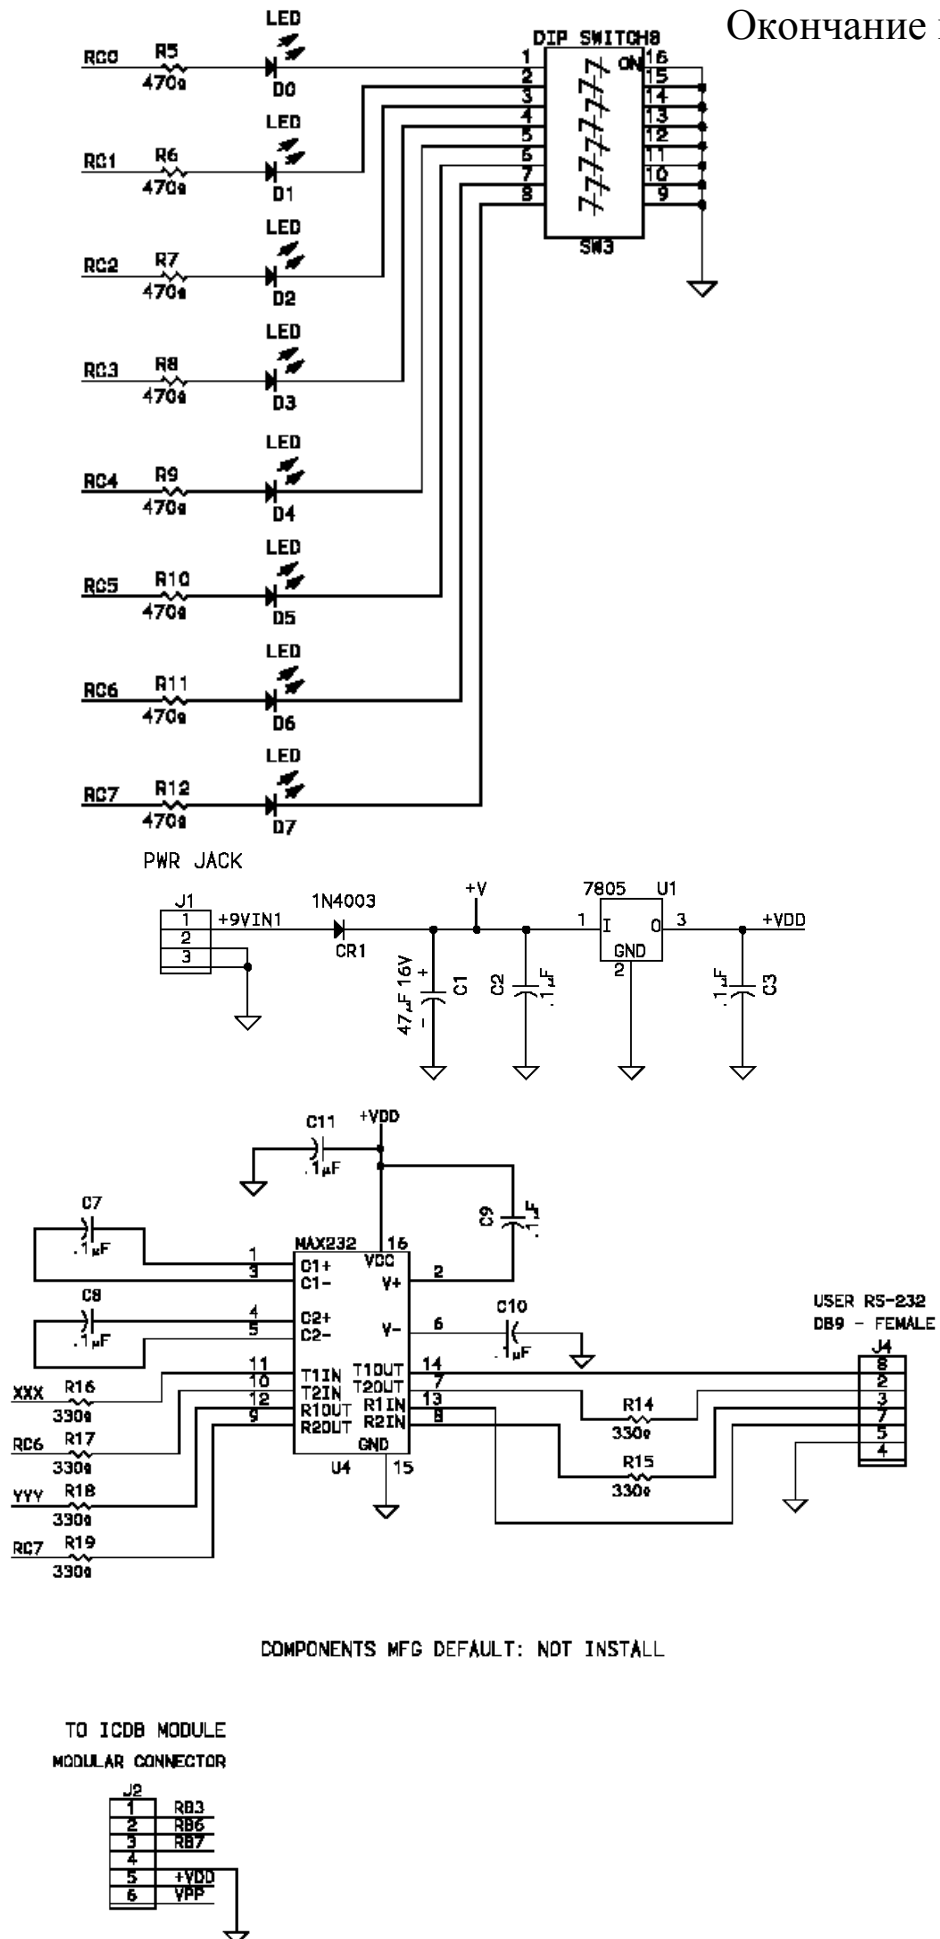 Окончание
LED
DIP SWITCH8
RC0 R5 470Ω D0
1 16
ON
2 15
3 14
4 13
5 12
6 11
7 10
8 9
SW3
LED
RC1 R6 470Ω D1
LED
RC2 R7 470Ω D2
LED
RC3 R8 470Ω D3
LED
RC4 R9 470Ω D4
LED
RC5 R10 470Ω D5
LED
RC6 R11 470Ω D6
LED
RC7 R12 470Ω D7
PWR JACK
J1
1 +9VIN1
2
3
1N4003
CR1
+V
47µF 16V + -
C1
C2 .1µF
7805 U1
1 I O 3
GND
2
+VDD
.1µF C3
C11 +VDD
.1µF
C7
.1µF
C9 .1µF
MAX232 16
VCC
1 C1+
3 C1- V+ 2
C8
.1µF
4 C2+
5 C2- V- 6
C10
.1µF
USER RS-232
DB9 - FEMALE
J4
8
2
3
7
5
4
11 T1IN T1OUT 14
10 T2IN T2OUT 7
12 R1OUT R1IN 13
9 R2OUT R2IN 8
GND
U4 15
XXX R16
330Ω
RC6 R17
330Ω
YYY R18
330Ω
RC7 R19
330Ω
R14
330Ω
R15
330Ω
COMPONENTS MFG DEFAULT: NOT INSTALL
TO ICDB MODULE
MODULAR CONNECTOR
J2
1 RB3
2 RB6
3 RB7
4
5 +VDD
6 VPP